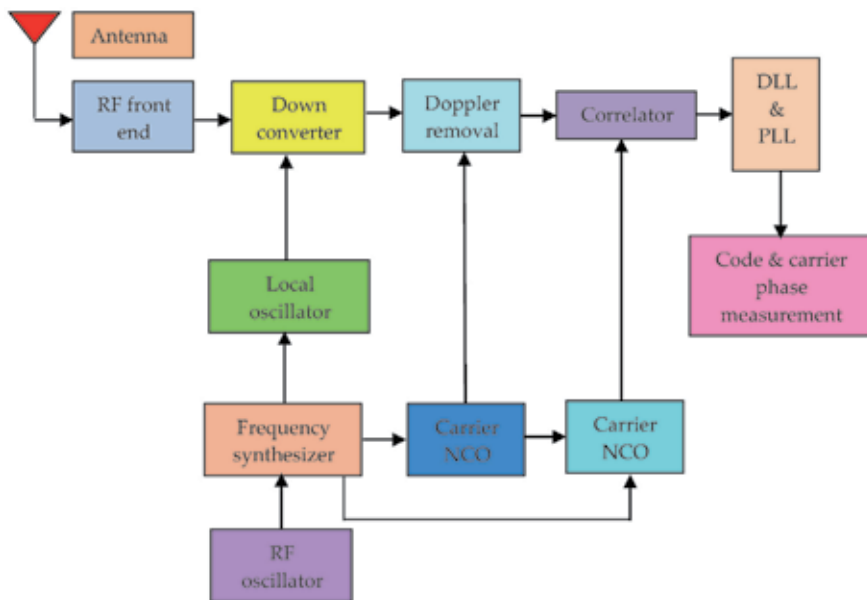 Antenna
RF front
end
Down
converter
Doppler
removal
Correlator
DLL
&
PLL
Local
oscillator
Code & carrier
phase
measurement
Frequency
synthesizer
Carrier
NCO
Carrier
NCO
RF
oscillator